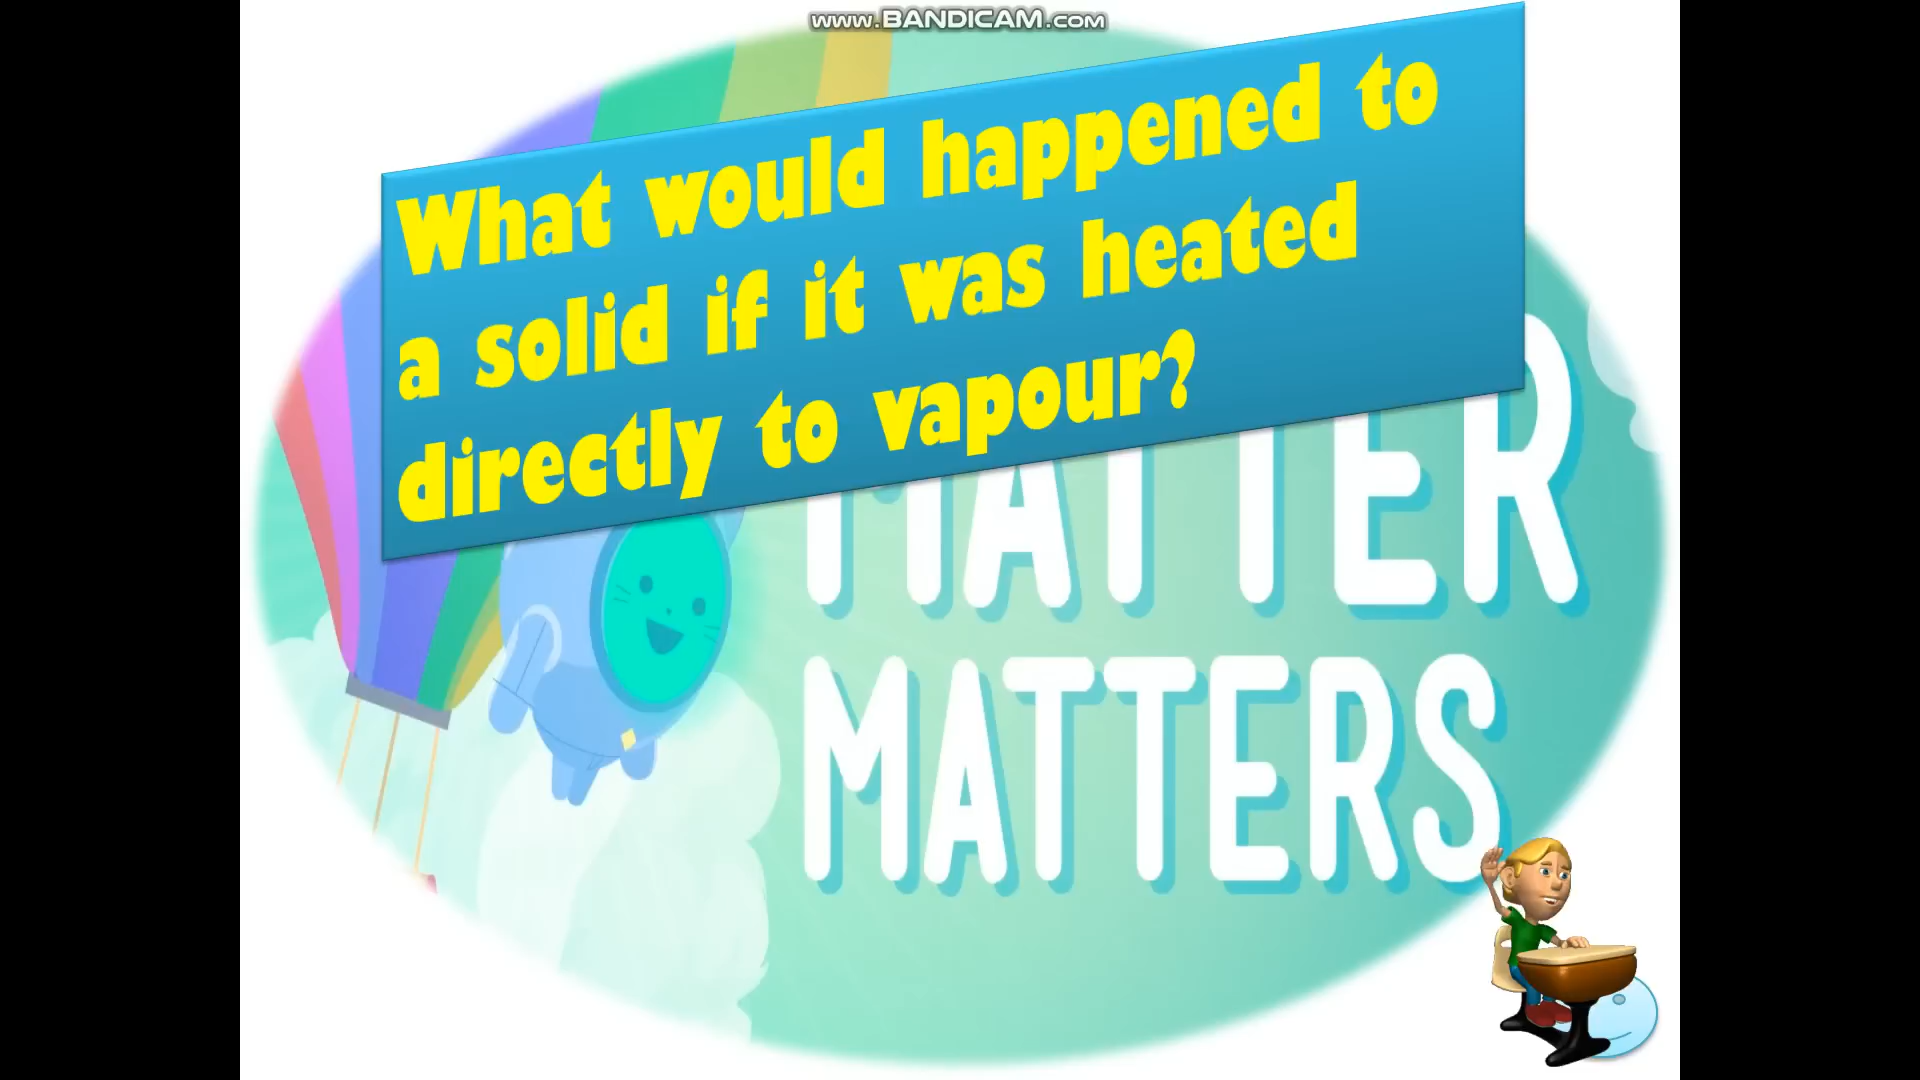 www.BANDICAM.com
What would happened to
a solid if it was heated
directly to vapour?
MATTER
MATTERS